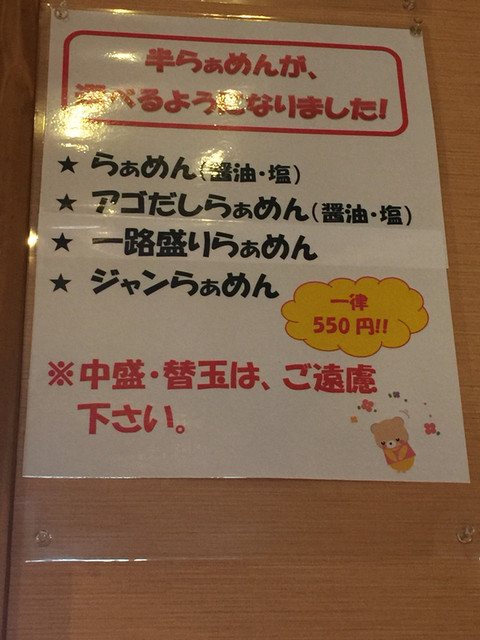 半らぁめんが、
選べるようになりました!
★ らぁめん(醤油・塩)
★ アゴだしらぁめん(醤油・塩)
★ 一路盛りらぁめん
★ ジャンらぁめん
一律
550円!!
※中盛・替玉は、ご遠慮
下さい。